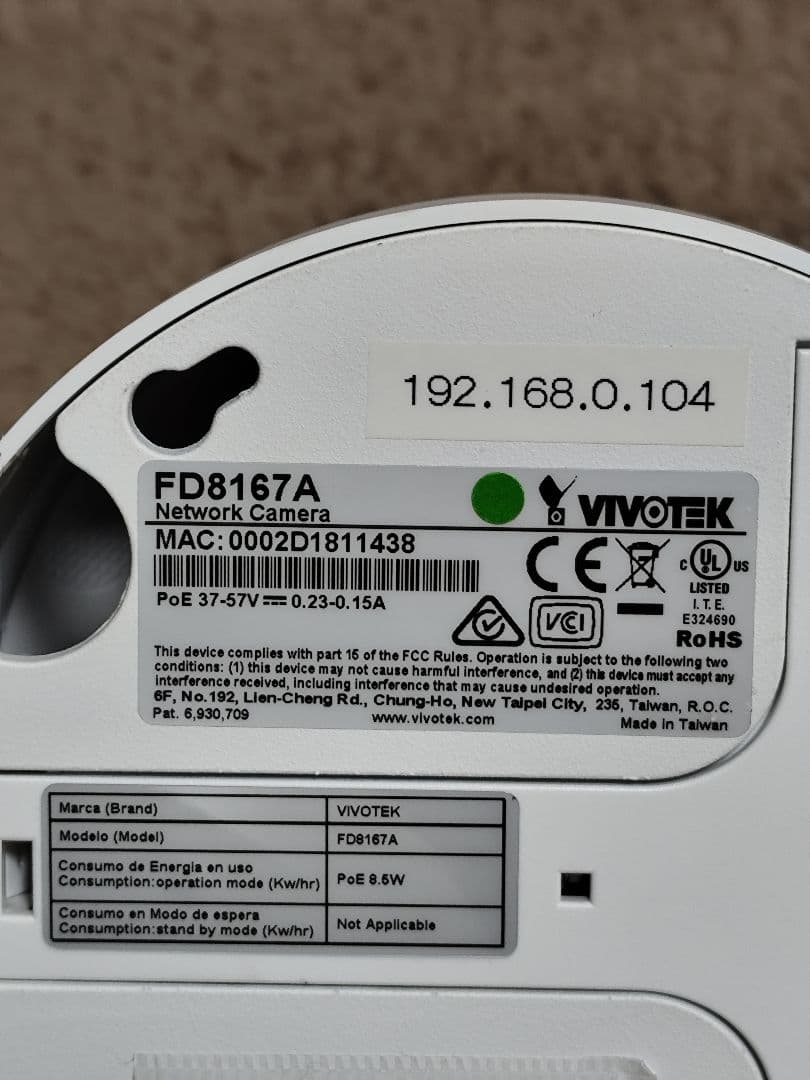 192.168.0.104
FD8167A
Network Camera
VIVOTEK
MAC: 0002D1811438
PoE 37-57V⎓ 0.23-0.15A
CE
C UL US
LISTED
I.T.E.
E324690
RoHS
VCI
This device complies with part 15 of the FCC Rules. Operation is subject to the following two
conditions: (1) this device may not cause harmful interference, and (2) this device must accept any
interference received, including interference that may cause undesired operation.
6F, No.192, Lien-Cheng Rd., Chung-Ho, New Taipei City, 235, Taiwan, R.O.C.
Pat. 6,930,709 www.vivotek.com Made in Taiwan
Marca (Brand) VIVOTEK
Modelo (Model) FD8167A
Consumo de Energia en uso
Consumption:operation mode (Kw/hr) PoE 8.5W
Consumo en Modo de espera
Consumption:stand by mode (Kw/hr) Not Applicable